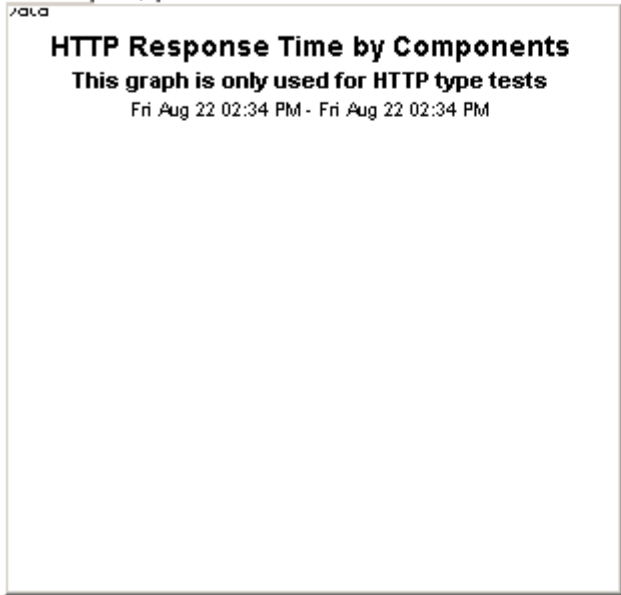 HTTP Response Time by Components
This graph is only used for HTTP type tests
Fri Aug 22 02:34 PM - Fri Aug 22 02:34 PM